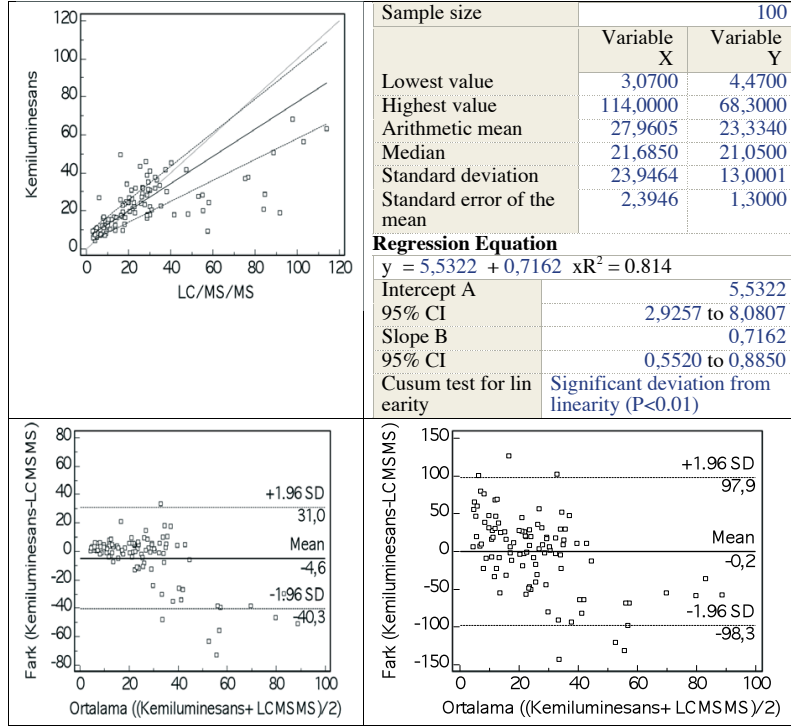 120
100
80
60
40
20
0
Kemiluminesans
0 20 40 60 80 100 120
LC/MS/MS
Sample size 100
Variable Variable
X Y
Lowest value 3,0700 4,4700
Highest value 114,0000 68,3000
Arithmetic mean 27,9605 23,3340
Median 21,6850 21,0500
Standard deviation 23,9464 13,0001
Standard error of the 2,3946 1,3000
mean
Regression Equation
y = 5,5322 + 0,7162 xR² = 0.814
Intercept A 5,5322
95% CI 2,9257 to 8,0807
Slope B 0,7162
95% CI 0,5520 to 0,8850
Cusum test for lin Significant deviation from
earity linearity (P<0.01)
80
60
40
20
0
-20
-40
-60
-80
Fark (Kemiluminesans-LCMSMS)
+1.96 SD
31,0
Mean
-4,6
-1.96 SD
-40,3
0 20 40 60 80 100
Ortalama ((Kemiluminesans+ LCMSMS)/2)
150
100
50
0
-50
-100
-150
Fark (Kemiluminesans-LCMSMS)
+1.96 SD
97,9
Mean
-0,2
-1.96 SD
-98,3
0 20 40 60 80 100
Ortalama ((Kemiluminesans+ LCMSMS)/2)